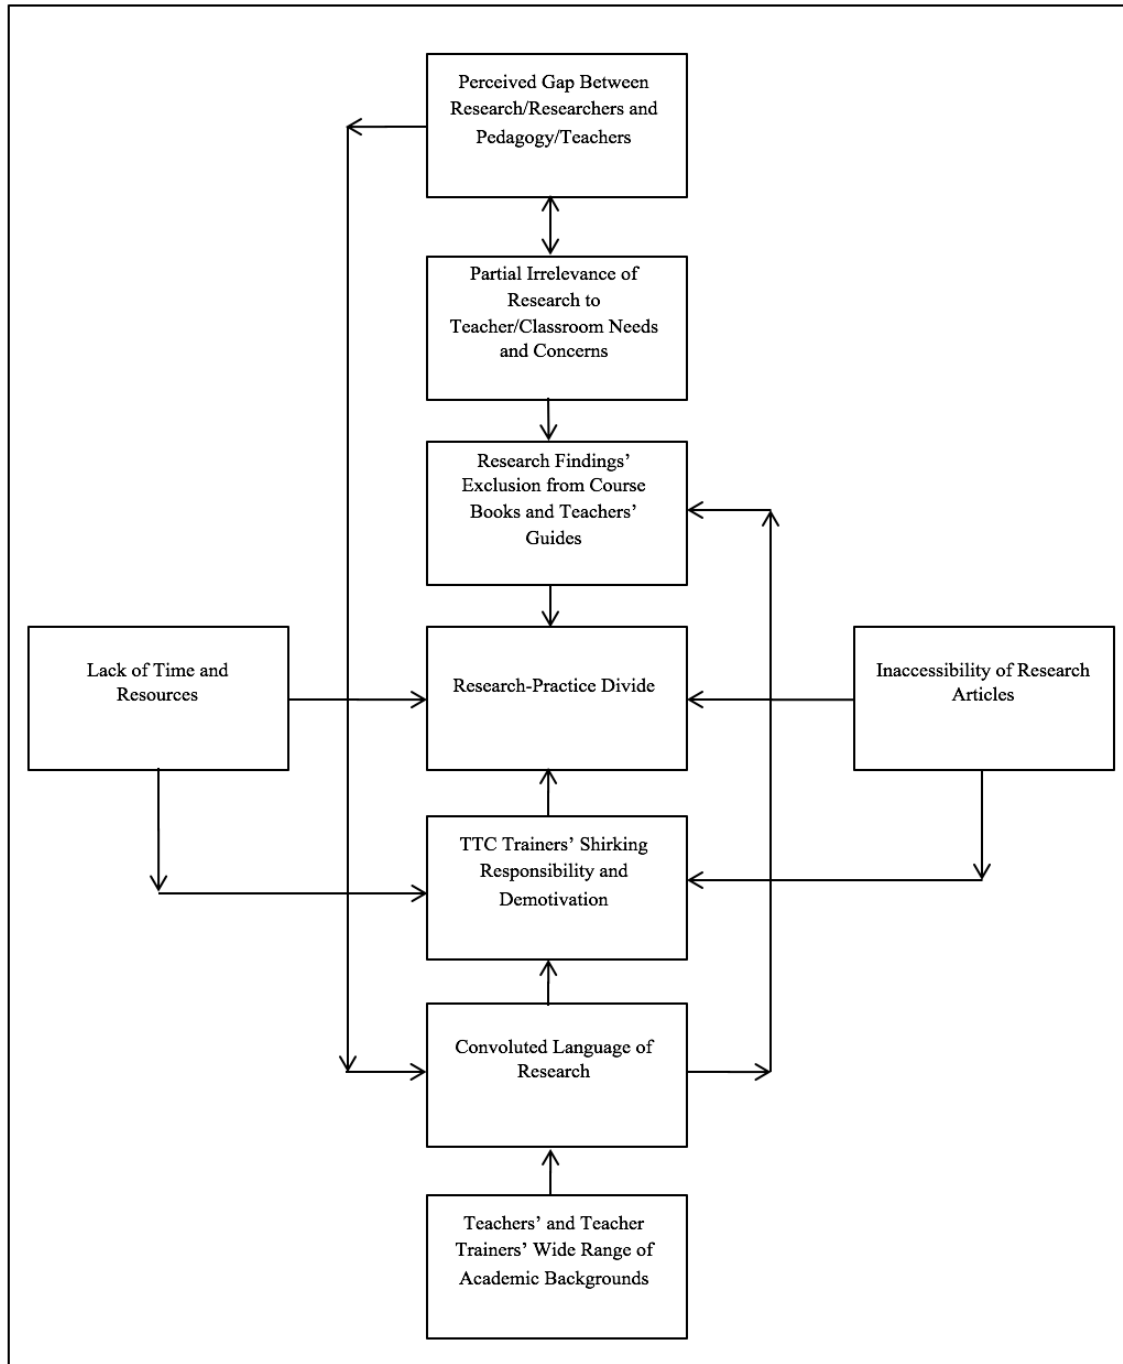 Perceived Gap Between
Research/Researchers and
Pedagogy/Teachers
Partial Irrelevance of
Research to
Teacher/Classroom Needs
and Concerns
Research Findings’
Exclusion from Course
Books and Teachers’
Guides
Lack of Time and
Resources
Research-Practice Divide
Inaccessibility of Research
Articles
TTC Trainers’ Shirking
Responsibility and
Demotivation
Convoluted Language of
Research
Teachers’ and Teacher
Trainers’ Wide Range of
Academic Backgrounds